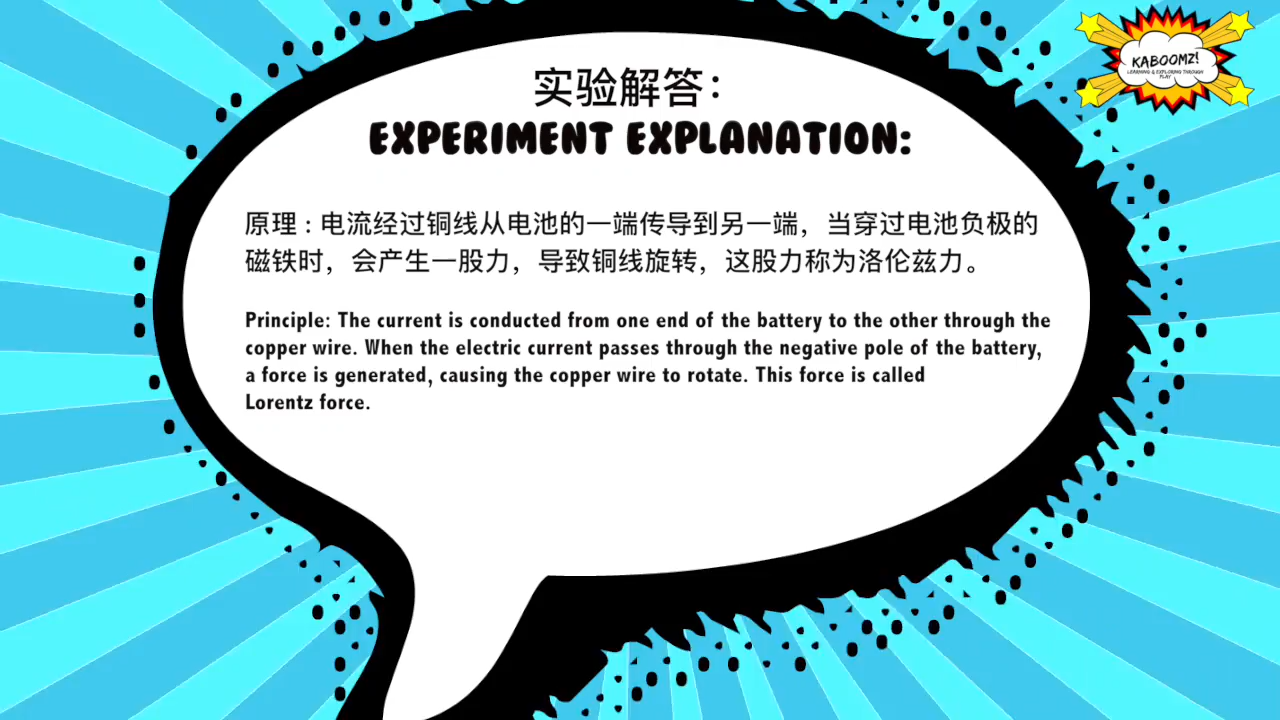 KABOOMZ!
LEARNING & EXPLORING THROUGH
PLAY
实验解答：
EXPERIMENT EXPLANATION:
原理：电流经过铜线从电池的一端传导到另一端，当穿过电池负极的
磁铁时，会产生一股力，导致铜线旋转，这股力称为洛伦兹力。
Principle: The current is conducted from one end of the battery to the other through the
copper wire. When the electric current passes through the negative pole of the battery,
a force is generated, causing the copper wire to rotate. This force is called
Lorentz force.